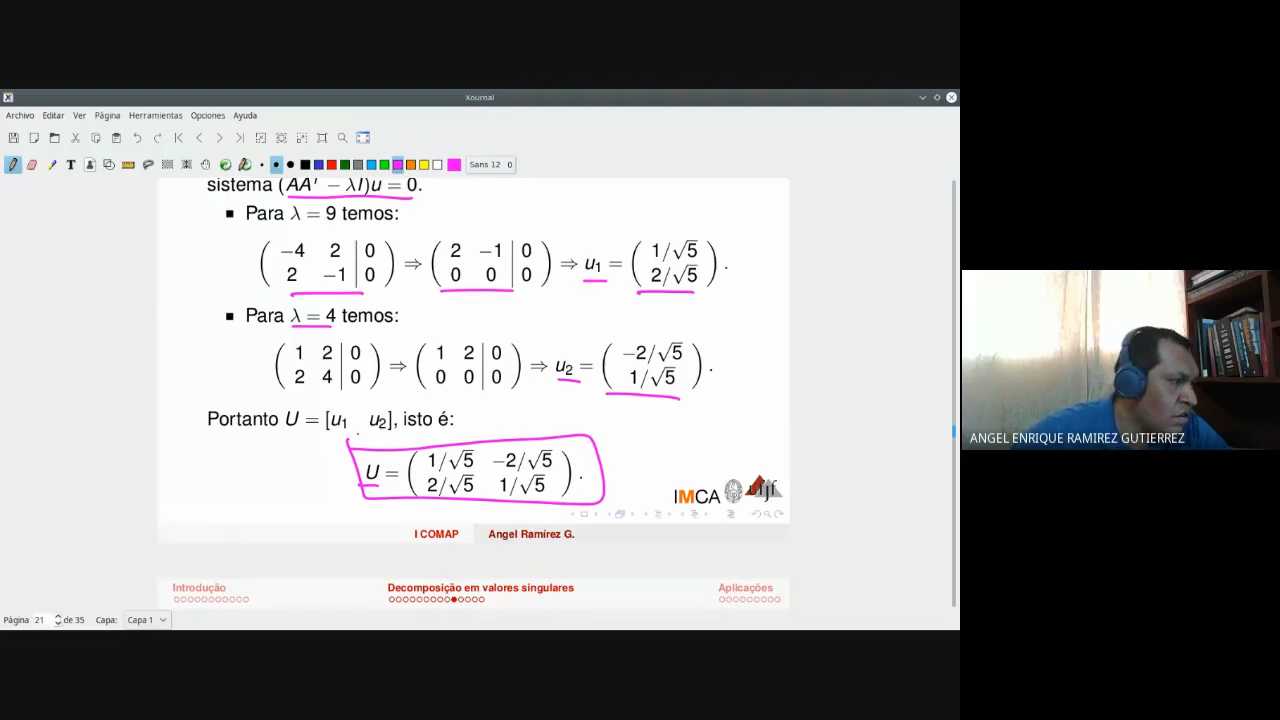 Xournal
Archivo Editar Ver Página Herramientas Opciones Ayuda
T Sans 12 0
sistema (AAᵀ − λI)u = 0.
■ Para λ = 9 temos:
( −4 2 | 0 ) ⇒ ( 2 −1 | 0 ) ⇒ u₁ = ( 1/√5 ) .
( 2 −1 | 0 ) ( 0 0 | 0 ) ( 2/√5 )
■ Para λ = 4 temos:
( 1 2 | 0 ) ⇒ ( 1 2 | 0 ) ⇒ u₂ = ( −2/√5 ) .
( 2 4 | 0 ) ( 0 0 | 0 ) ( 1/√5 )
Portanto U = [u₁ u₂], isto é:
U = ( 1/√5 −2/√5 ) .
( 2/√5 1/√5 )
IMCA ufjf
I COMAP Angel Ramírez G.
Introdução Decomposição em valores singulares Aplicações
Página 21 de 35 Capa: Capa 1
ANGEL ENRIQUE RAMIREZ GUTIERREZ